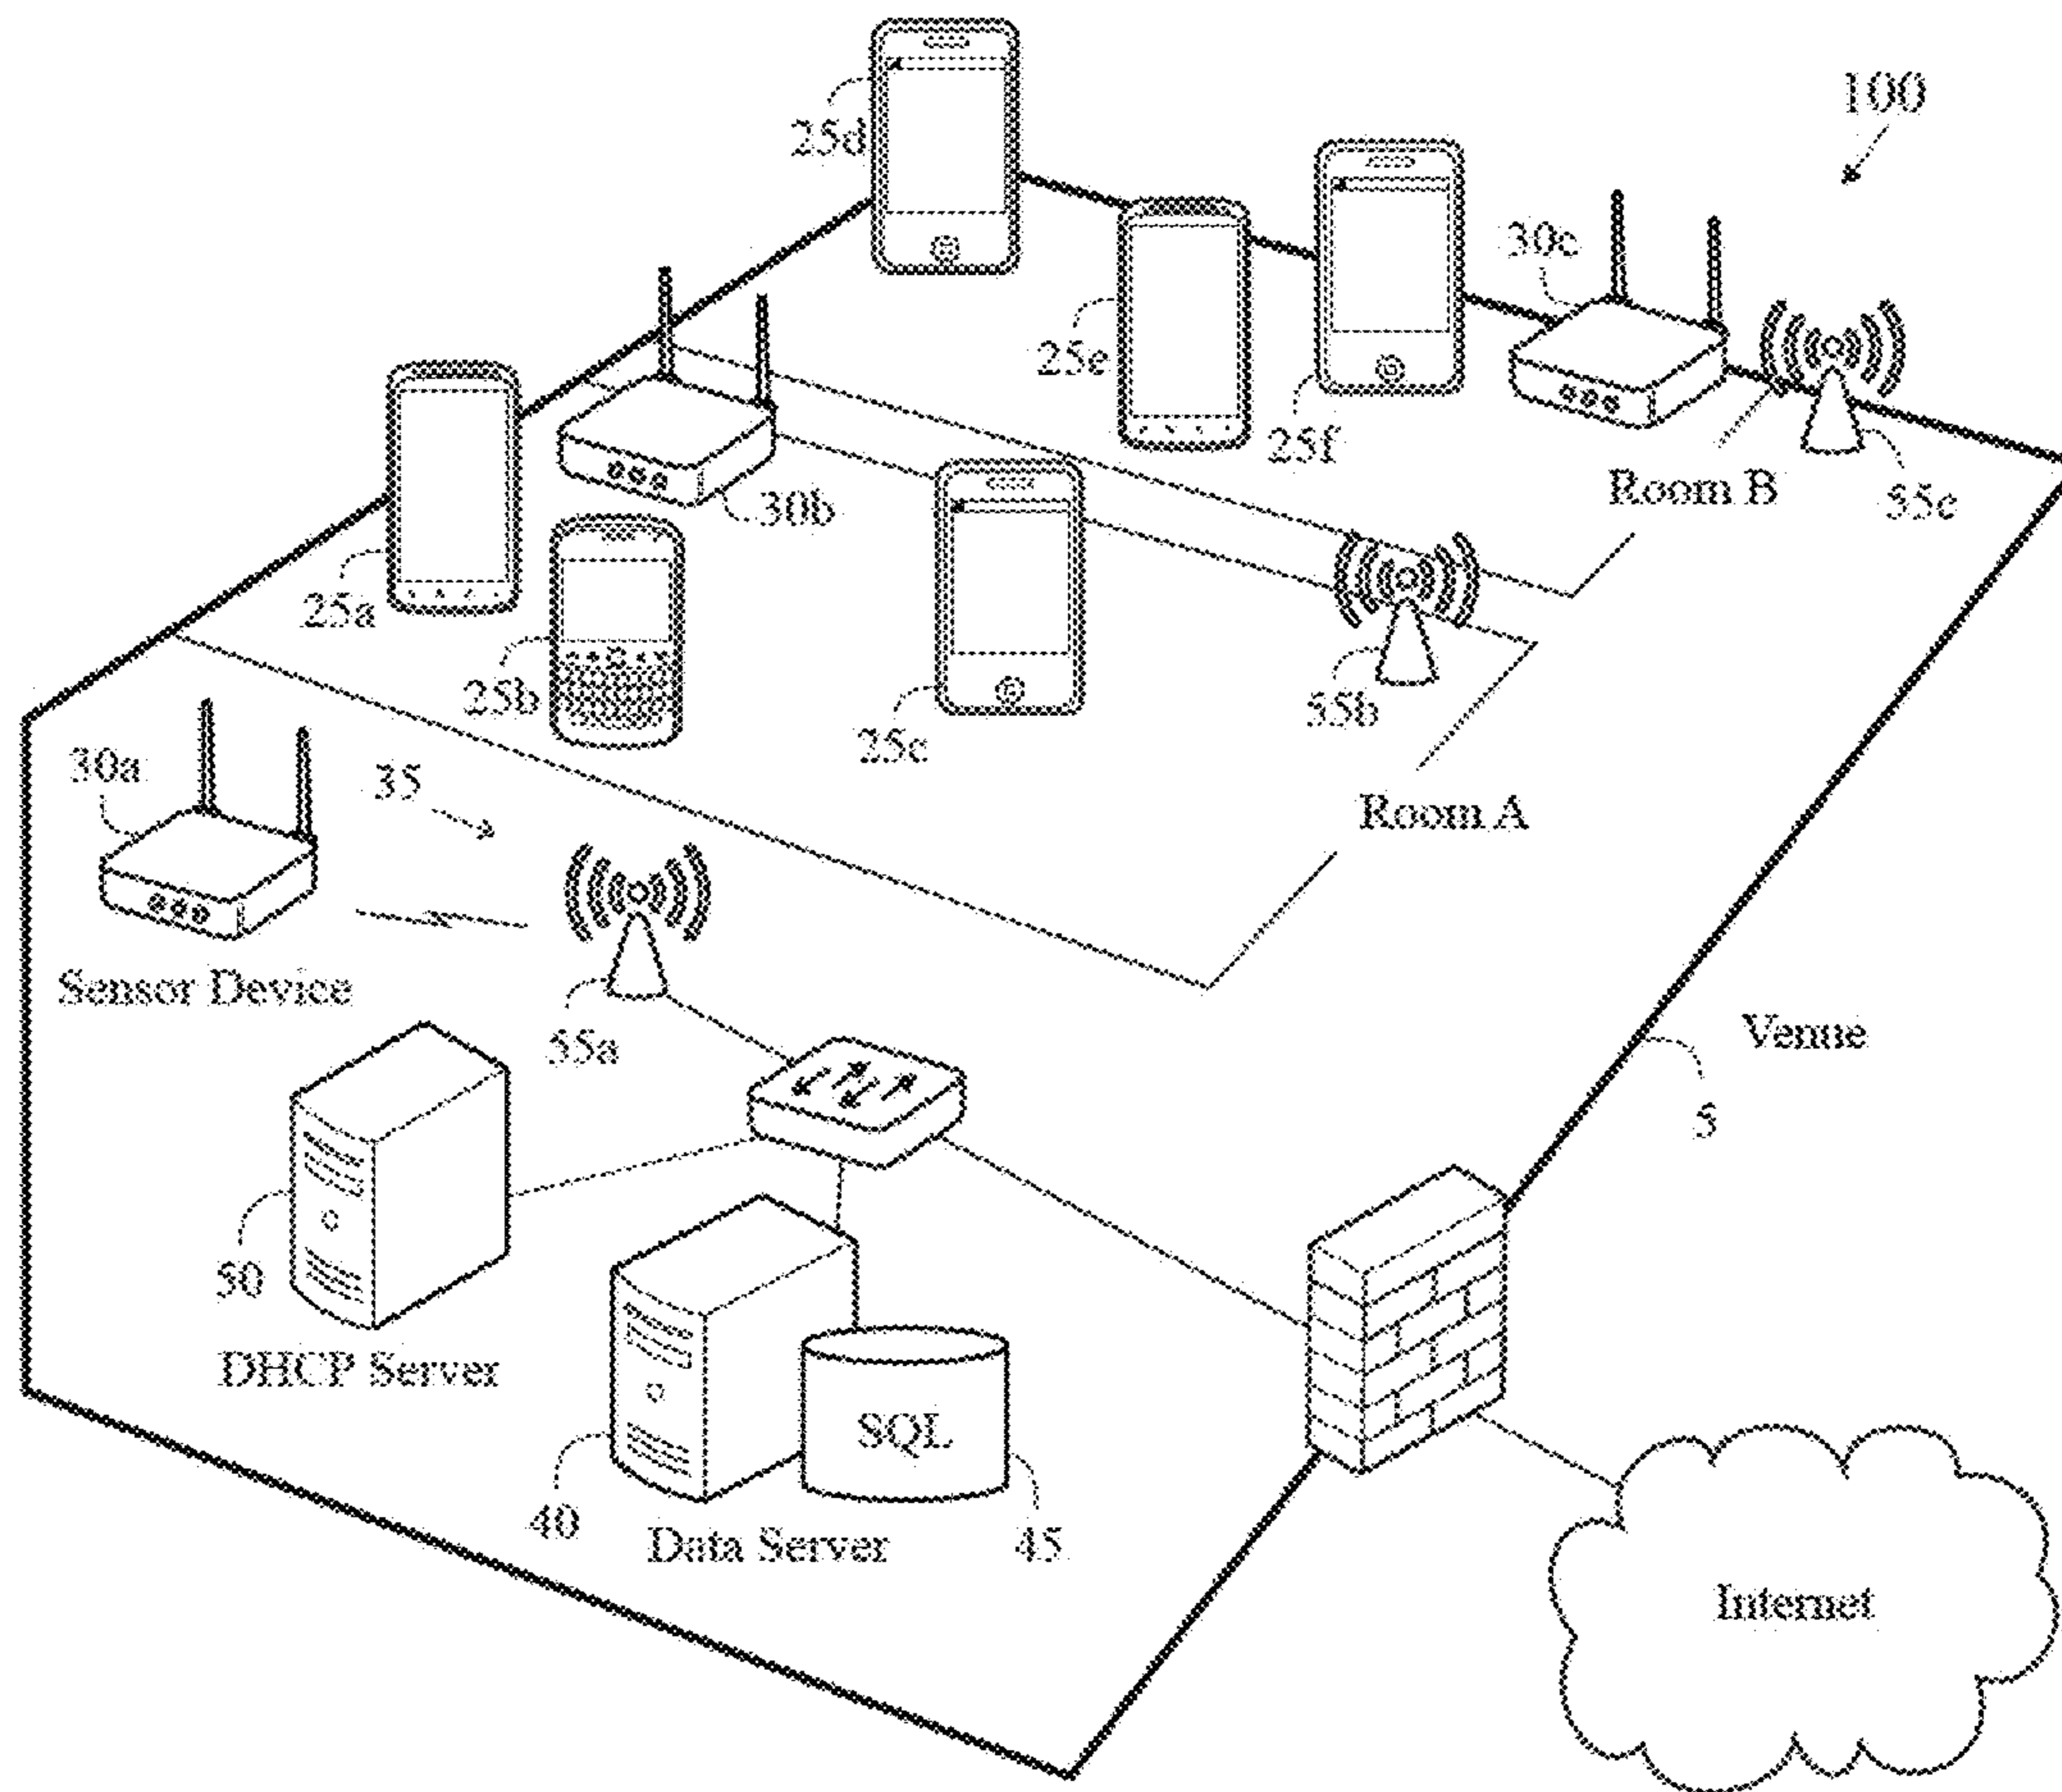 100
25d
30c
25e
25f
Room B
55c
30b
25a
25b
25c
55b
30a
35
Room A
Sensor Device
55a
Venue
5
50
DHCP Server
SQL
40
45
Data Server
Internet